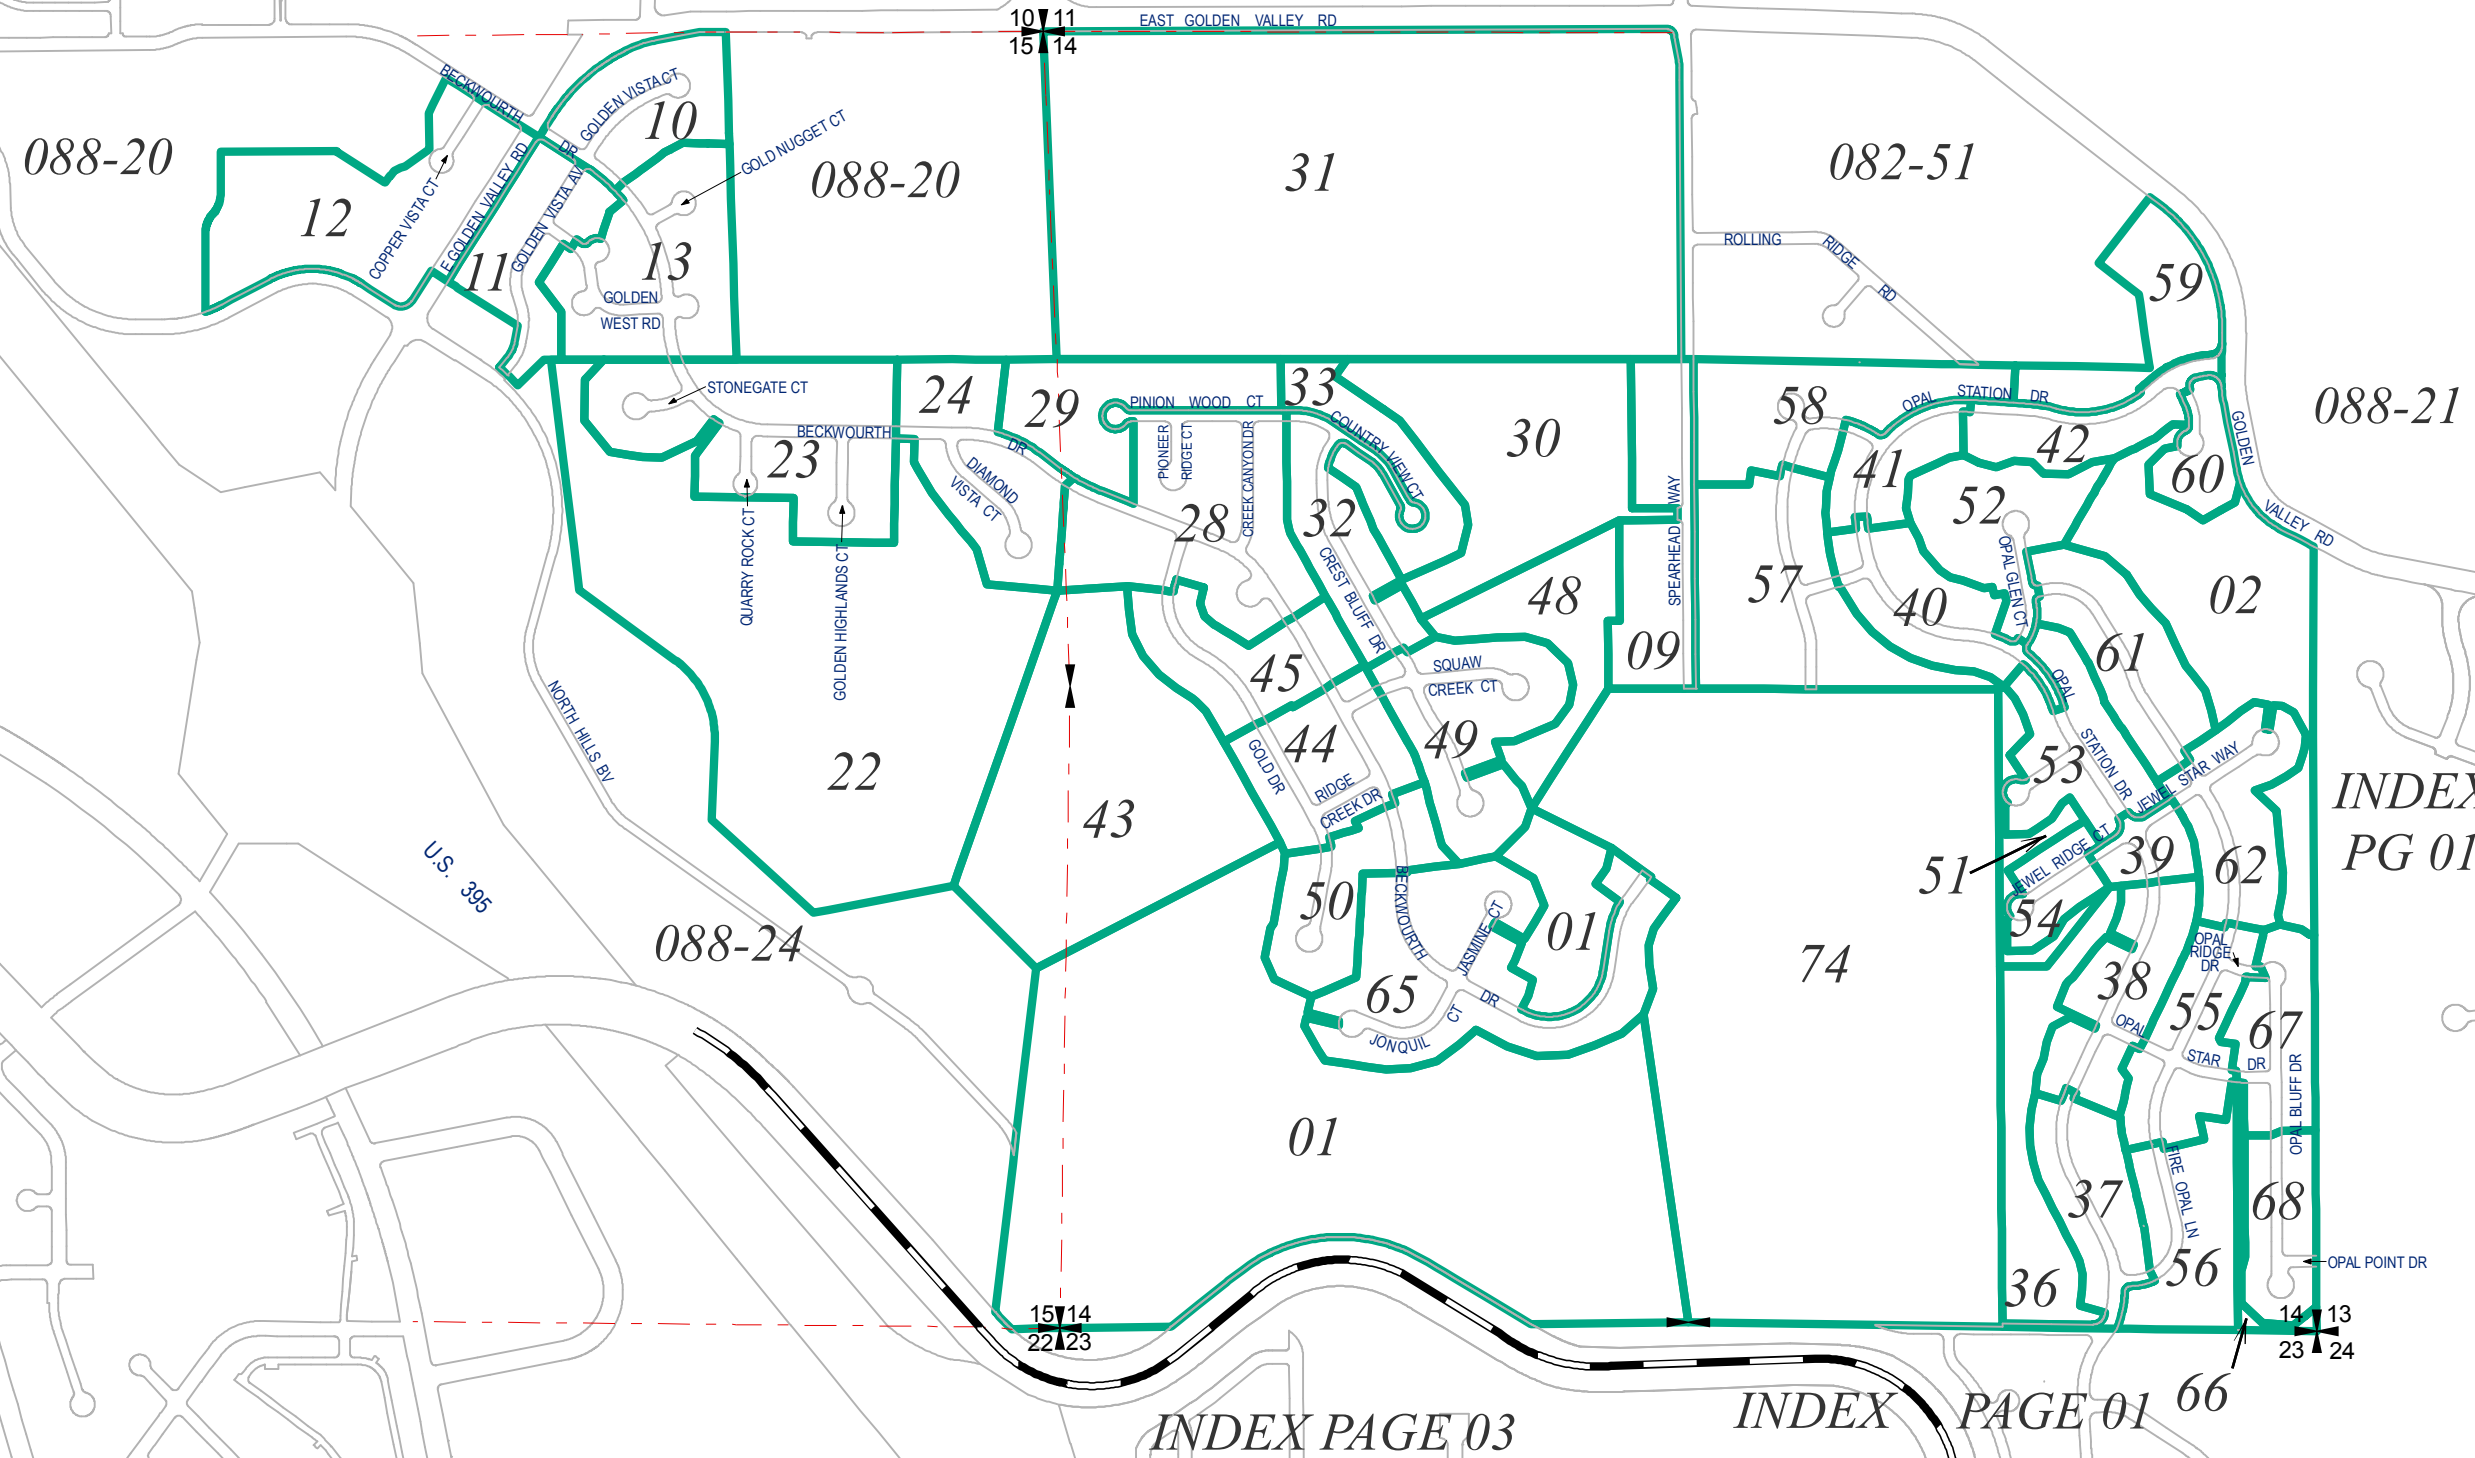 10 11
15 14
EAST GOLDEN VALLEY RD
BECKWOURTH
DR
GOLDEN VISTA CT
10
GOLD NUGGET CT
088-20
088-20
31
082-51
12
COPPER VISTA CT
E GOLDEN VALLEY RD
GOLDEN VISTA AV
11
13
GOLDEN
WEST RD
ROLLING
RIDGE
RD
59
STONEGATE CT
24
29
33
PINION WOOD CT
COUNTRY VIEW CT
30
58
OPAL
STATION
DR
088-21
BECKWOURTH
DR
23
DIAMOND
VISTA CT
PIONEER
RIDGE CT
CREEK CANYON DR
28
32
41
42
60
GOLDEN
VALLEY
RD
52
QUARRY ROCK CT
GOLDEN HIGHLANDS CT
CREST BLUFF DR
SPEARHEAD WAY
48
57
40
OPAL GLEN CT
02
09
61
45
SQUAW
CREEK CT
OPAL
STATION DR
NORTH HILLS BV
22
44
49
GOLD DR
RIDGE
CREEK DR
43
53
JEWEL STAR WAY
INDEX
PG 01
U.S. 395
51
JEWEL RIDGE CT
39
62
50
BECKWOURTH
DR
JASMINE CT
01
54
088-24
74
OPAL
RIDGE
DR
65
CT
JONQUIL
38
55
67
OPAL
STAR
DR
OPAL BLUFF DR
01
37
FIRE OPAL LN
68
56
36
OPAL POINT DR
15 14
22 23
14 13
23 24
66
INDEX PAGE 03
INDEX PAGE 01